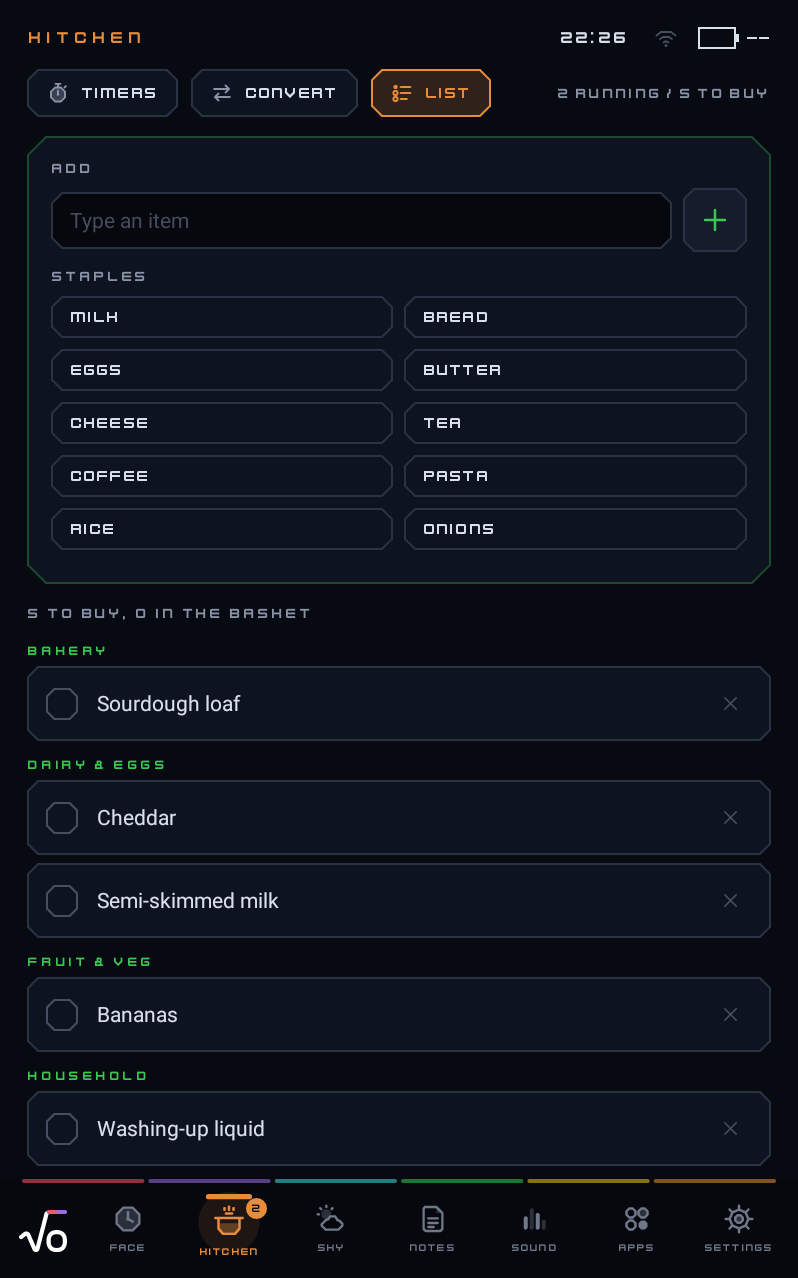 KITCHEN 22:26 --
TIMERS CONVERT LIST 2 RUNNING / 5 TO BUY
ADD
Type an item
STAPLES
MILK BREAD
EGGS BUTTER
CHEESE TEA
COFFEE PASTA
RICE ONIONS
5 TO BUY, 0 IN THE BASKET
BAKERY
Sourdough loaf
DAIRY & EGGS
Cheddar
Semi-skimmed milk
FRUIT & VEG
Bananas
HOUSEHOLD
Washing-up liquid
2
FACE KITCHEN SKY NOTES SOUND APPS SETTINGS